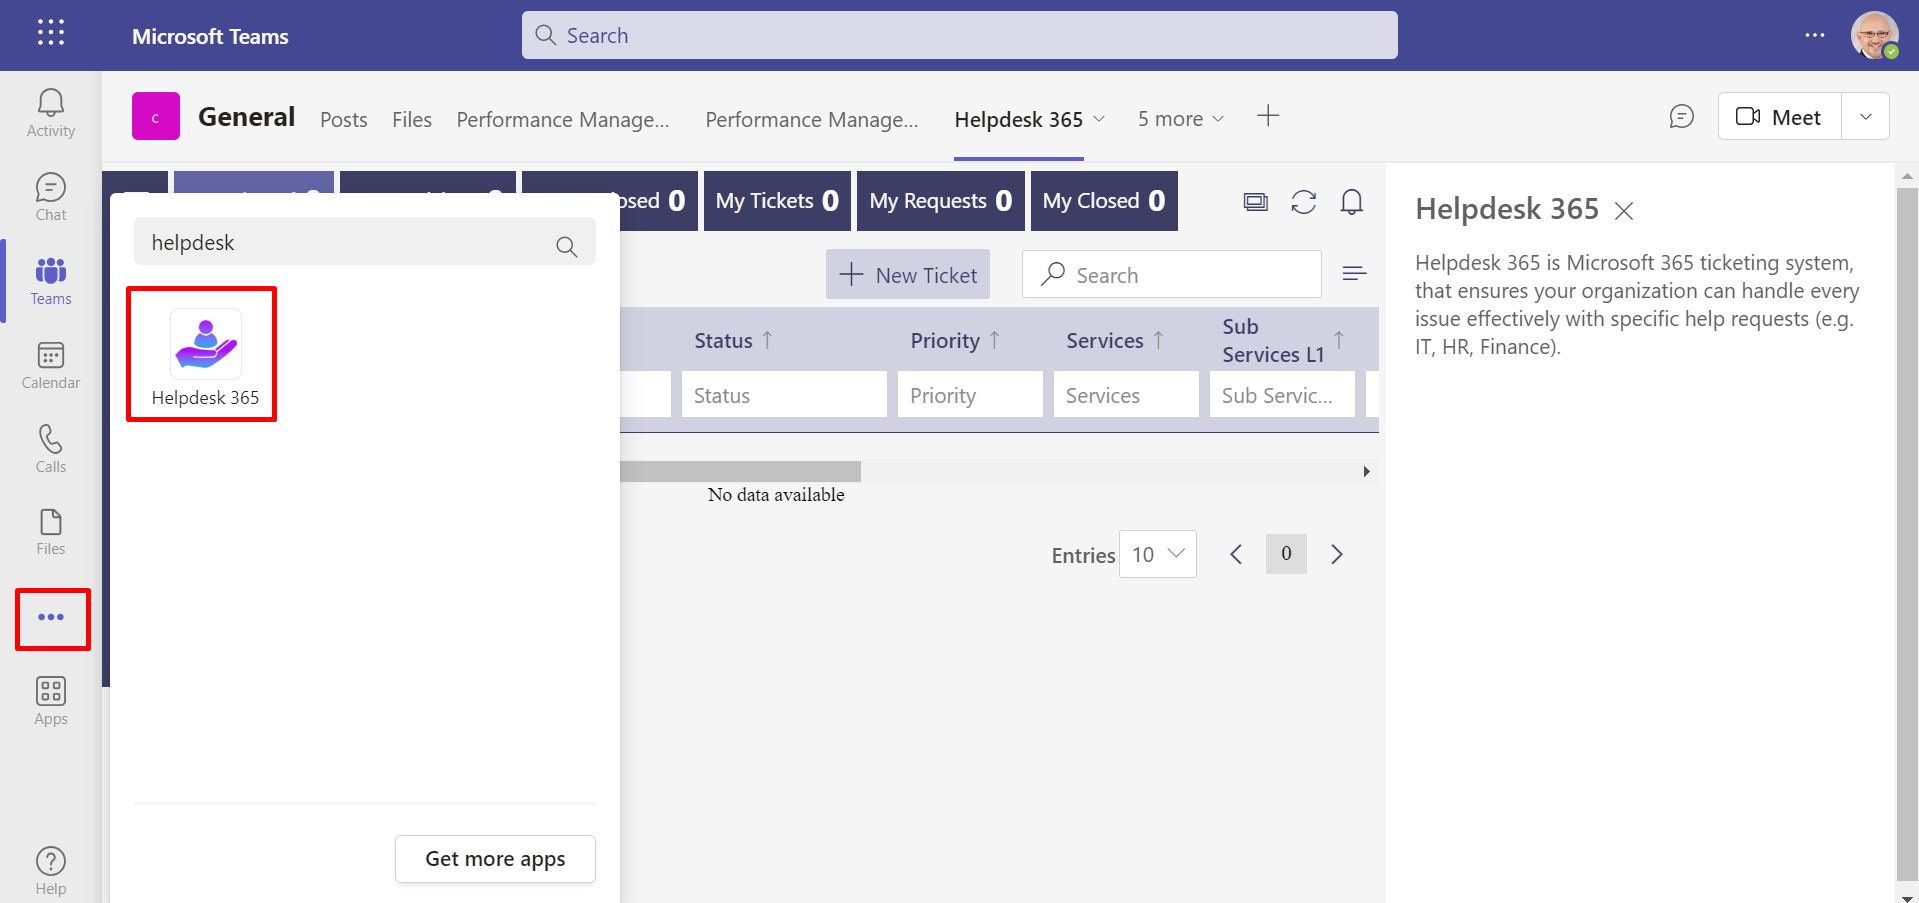 Microsoft Teams
Search
Activity
Chat
Teams
Calendar
Calls
Files
Apps
Help
c
General
Posts
Files
Performance Manage...
Performance Manage...
Helpdesk 365
5 more
Meet
0
My Tickets 0
My Requests 0
My Closed 0
helpdesk
Helpdesk 365
Get more apps
New Ticket
Search
Status
Priority
Services
Sub
Services L1
Status
Priority
Services
Sub Servic...
No data available
Entries
10
0
Helpdesk 365
Helpdesk 365 is Microsoft 365 ticketing system,
that ensures your organization can handle every
issue effectively with specific help requests (e.g.
IT, HR, Finance).